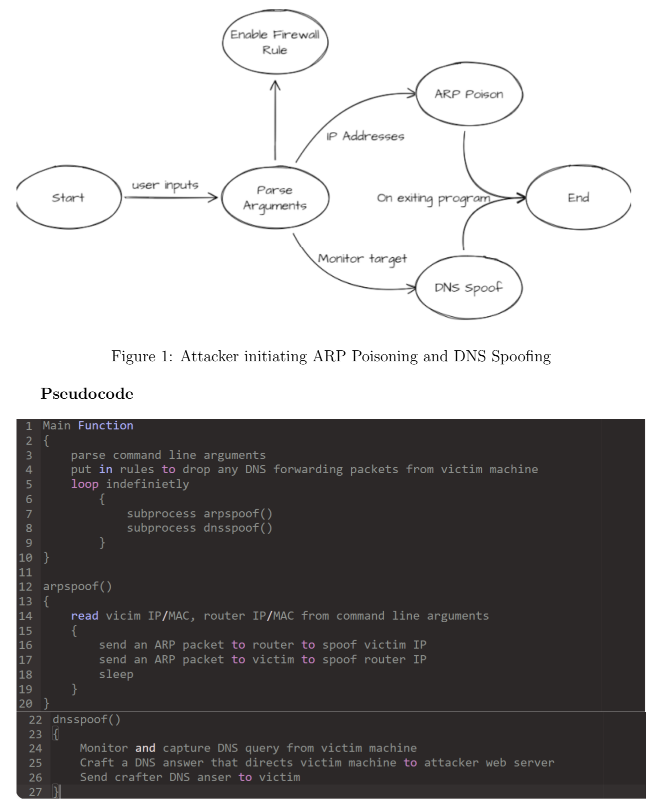 Enable Firewall
Rule
ARP Poison
IP Addresses
Start
user inputs
Parse
Arguments
On exiting program
End
Monitor target
DNS Spoof
Figure 1: Attacker initiating ARP Poisoning and DNS Spoofing
Pseudocode
1 Main Function
2 {
3 parse command line arguments
4 put in rules to drop any DNS forwarding packets from victim machine
5 loop indefinietly
6 {
7 subprocess arpspoof()
8 subprocess dnsspoof()
9 }
10 }
11
12 arpspoof()
13 {
14 read vicim IP/MAC, router IP/MAC from command line arguments
15 {
16 send an ARP packet to router to spoof victim IP
17 send an ARP packet to victim to spoof router IP
18 sleep
19 }
20 }
22 dnsspoof()
23 {
24 Monitor and capture DNS query from victim machine
25 Craft a DNS answer that directs victim machine to attacker web server
26 Send crafter DNS anser to victim
27 }